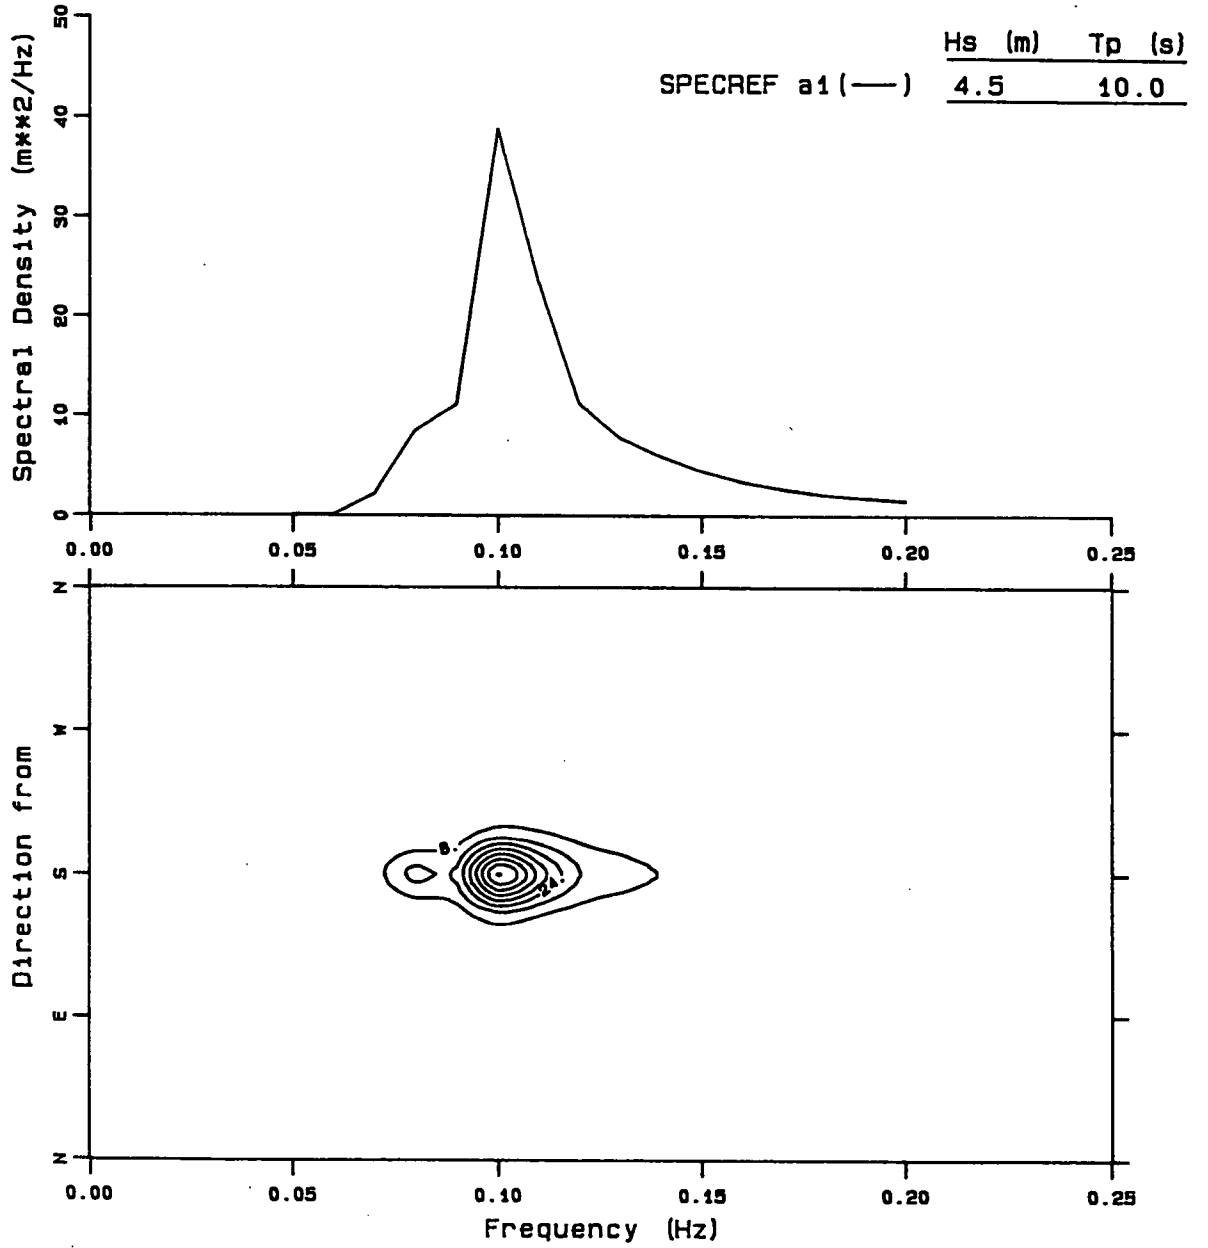 Hs (m) Tp (s)
SPECREF a1(——) 4.5 10.0
Spectral Density (m**2/Hz)
50
40
30
20
10
0
0.00 0.05 0.10 0.15 0.20 0.25
Direction from
N
W
S
E
N
8.
24.
0.00 0.05 0.10 0.15 0.20 0.25
Frequency (Hz)